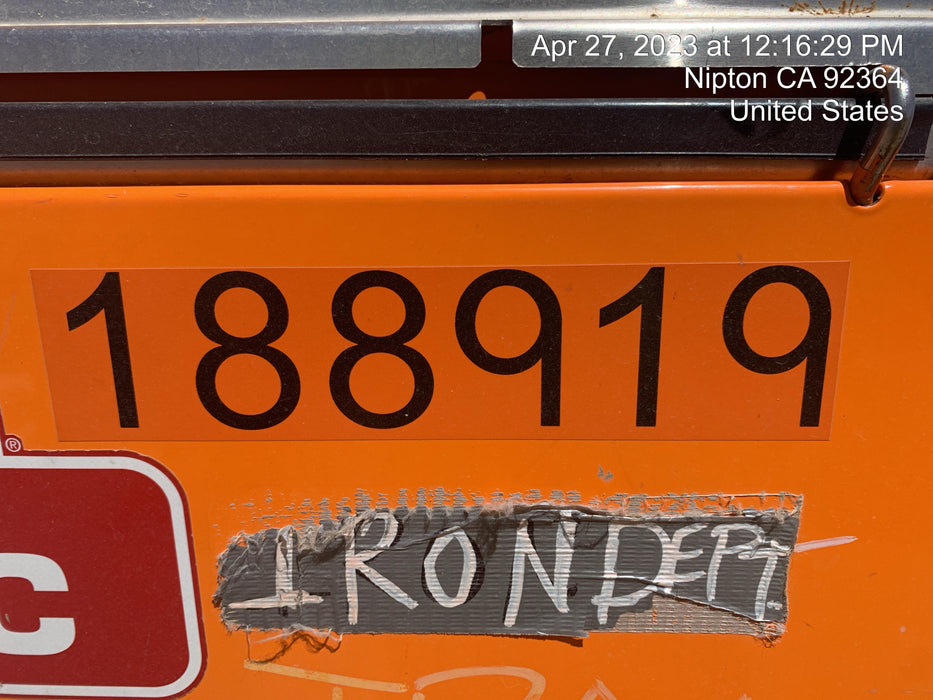 Apr 27, 2023 at 12:16:29 PM
Nipton CA 92364
United States
188919
®
C
IRON DEPT